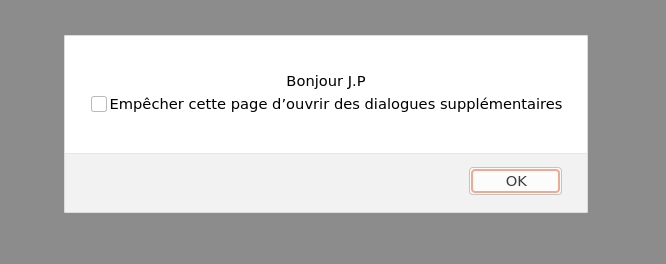 Bonjour J.P
Empêcher cette page d’ouvrir des dialogues supplémentaires
OK